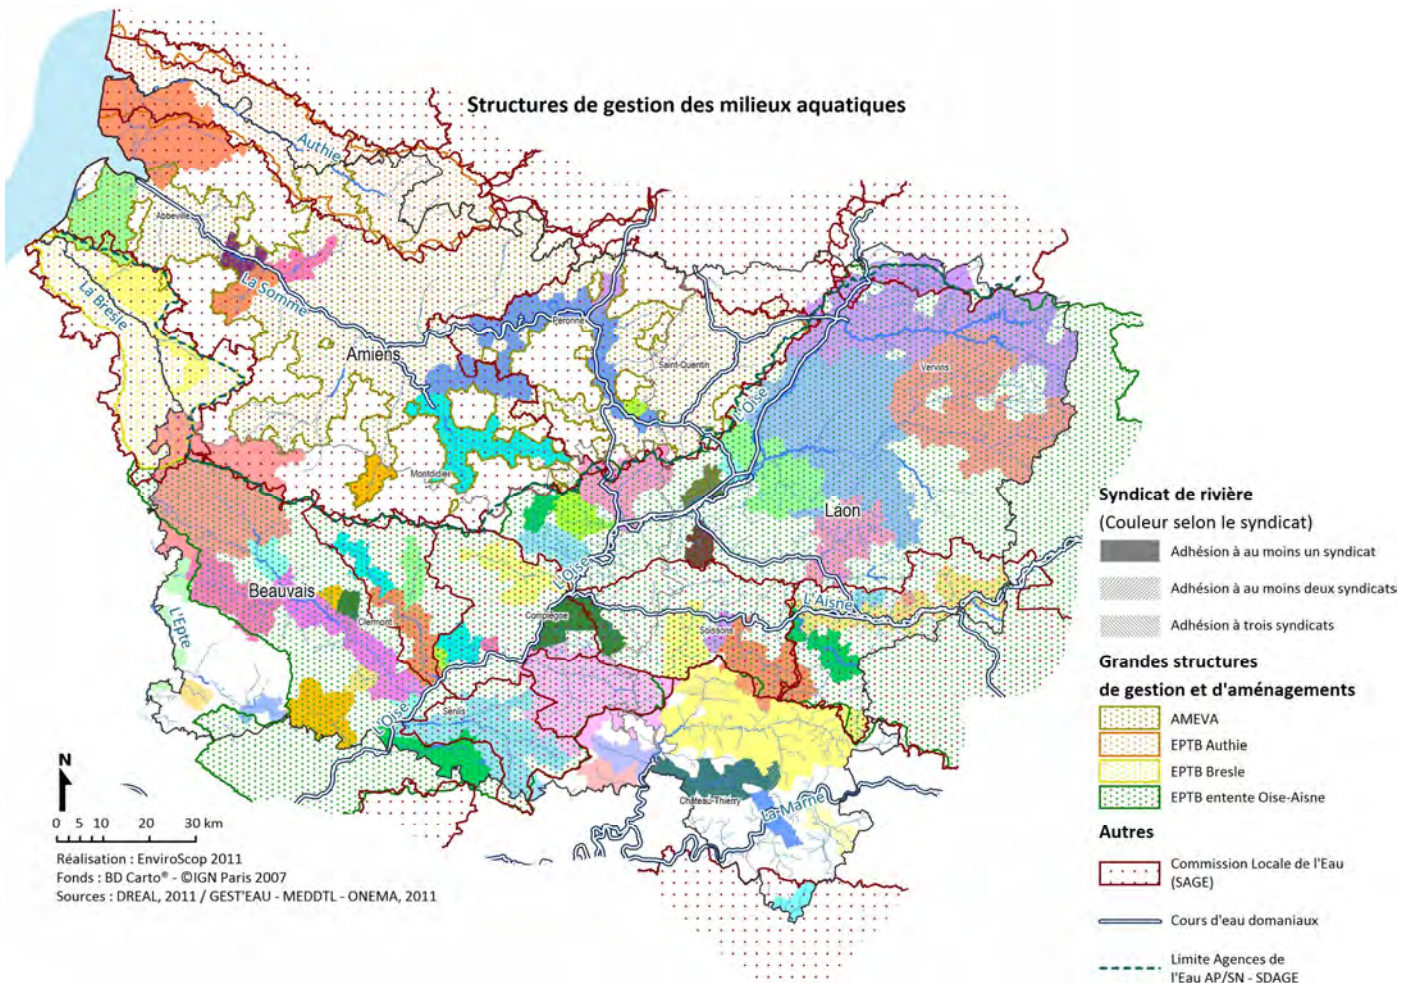 Structures de gestion des milieux aquatiques
Authie
Abbeville
La Somme
La Bresle
Amiens
Péronne
Saint-Quentin
Vervins
L'Oise
Montdidier
Laon
L'Oise
Beauvais
Clermont
Compiègne
Soissons
L'Aisne
L'Epte
Senlis
L'Oise
Château-Thierry
La Marne
N
0 5 10 20 30 km
Réalisation : EnviroScop 2011
Fonds : BD Carto® - ©IGN Paris 2007
Sources : DREAL, 2011 / GEST'EAU - MEDDTL - ONEMA, 2011
Syndicat de rivière
(Couleur selon le syndicat)
Adhésion à au moins un syndicat
Adhésion à au moins deux syndicats
Adhésion à trois syndicats
Grandes structures
de gestion et d'aménagements
AMEVA
EPTB Authie
EPTB Bresle
EPTB entente Oise-Aisne
Autres
Commission Locale de l'Eau
(SAGE)
Cours d'eau domaniaux
Limite Agences de
l'Eau AP/SN - SDAGE